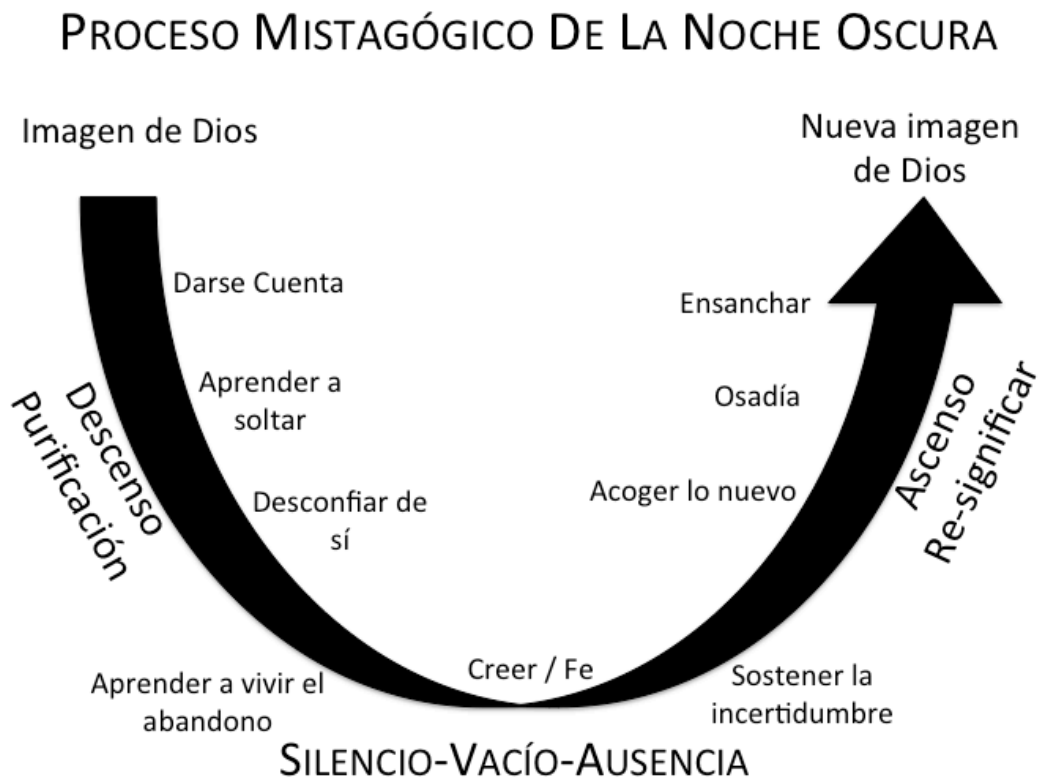 PROCESO MISTAGÓGICO DE LA NOCHE OSCURA
Imagen de Dios
Nueva imagen
de Dios
Darse Cuenta
Aprender a
soltar
Desconfiar de
sí
Descenso
Purificación
Aprender a vivir el
abandono
Creer / Fe
SILENCIO-VACÍO-AUSENCIA
Sostener la
incertidumbre
Acoger lo nuevo
Osadía
Ensanchar
Ascenso
Re-significar